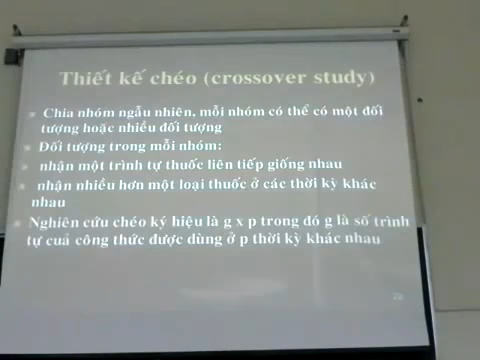 Thiết kế chéo (crossover study)
Chia nhóm ngẫu nhiên, mỗi nhóm có thể có một đối
tượng hoặc nhiều đối tượng
Đối tượng trong mỗi nhóm:
nhận một trình tự thuốc liên tiếp giống nhau
nhận nhiều hơn một loại thuốc ở các thời kỳ khác
nhau
Nghiên cứu chéo ký hiệu là g x p trong đó g là số trình
tự cuả công thức được dùng ở p thời kỳ khác nhau